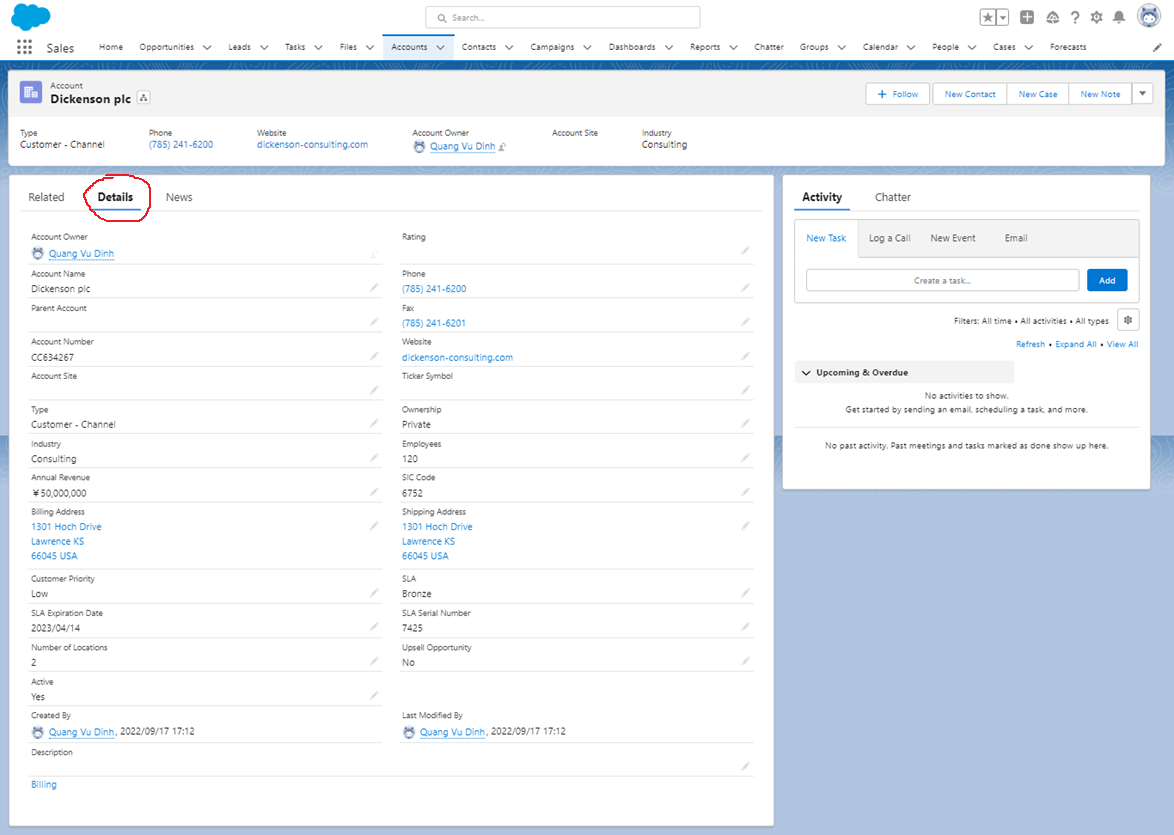 Search...
Sales
Home Opportunities Leads Tasks Files Accounts Contacts Campaigns Dashboards Reports Chatter Groups Calendar People Cases Forecasts
Account
Dickenson plc
Follow New Contact New Case New Note
Type Phone Website Account Owner Account Site Industry
Customer - Channel (785) 241-6200 dickenson-consulting.com Quang Vu Dinh Consulting
Related Details News
Account Owner Rating
Quang Vu Dinh
Account Name Phone
Dickenson plc (785) 241-6200
Parent Account Fax
(785) 241-6201
Account Number Website
CC634267 dickenson-consulting.com
Account Site Ticker Symbol
Type Ownership
Customer - Channel Private
Industry Employees
Consulting 120
Annual Revenue SIC Code
¥50,000,000 6752
Billing Address Shipping Address
1301 Hoch Drive 1301 Hoch Drive
Lawrence KS Lawrence KS
66045 USA 66045 USA
Customer Priority SLA
Low Bronze
SLA Expiration Date SLA Serial Number
2023/04/14 7425
Number of Locations Upsell Opportunity
2 No
Active
Yes
Created By Last Modified By
Quang Vu Dinh, 2022/09/17 17:12 Quang Vu Dinh, 2022/09/17 17:12
Description
Billing
Activity Chatter
New Task Log a Call New Event Email
Create a task... Add
Filters: All time • All activities • All types
Refresh • Expand All • View All
Upcoming & Overdue
No activities to show.
Get started by sending an email, scheduling a task, and more.
No past activity. Past meetings and tasks marked as done show up here.